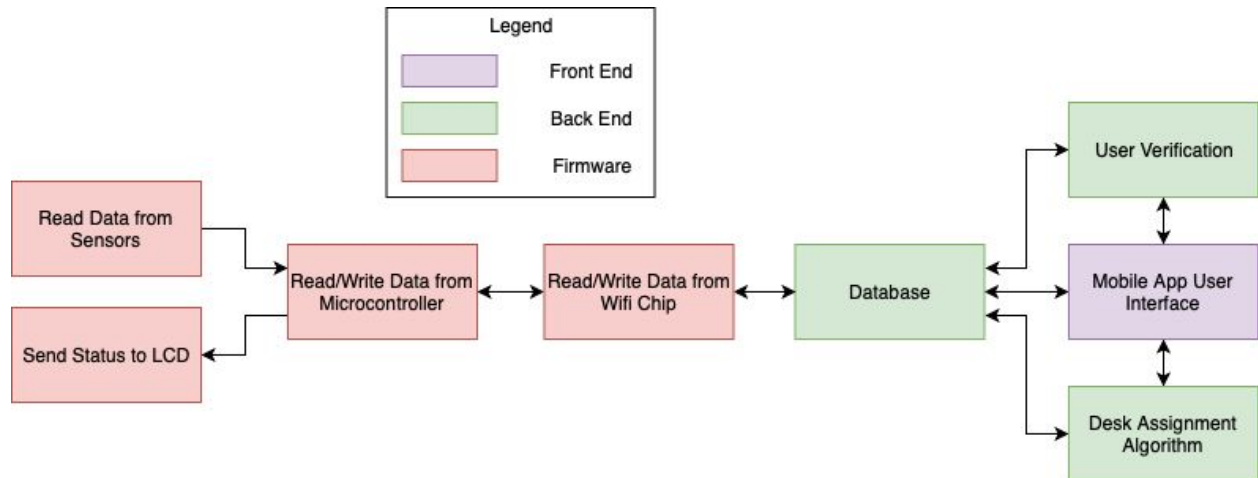 Legend
Front End
Back End
Firmware
Read Data from
Sensors
Send Status to LCD
Read/Write Data from
Microcontroller
Read/Write Data from
Wifi Chip
Database
User Verification
Mobile App User
Interface
Desk Assignment
Algorithm